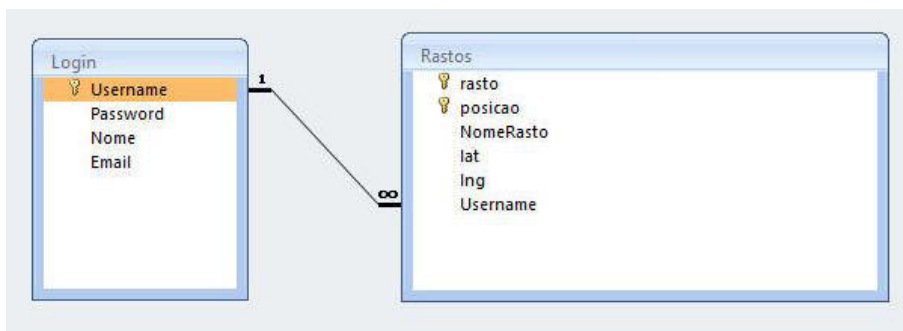 Login
Username
Password
Nome
Email
1
∞
Rastos
rasto
posicao
NomeRasto
lat
lng
Username